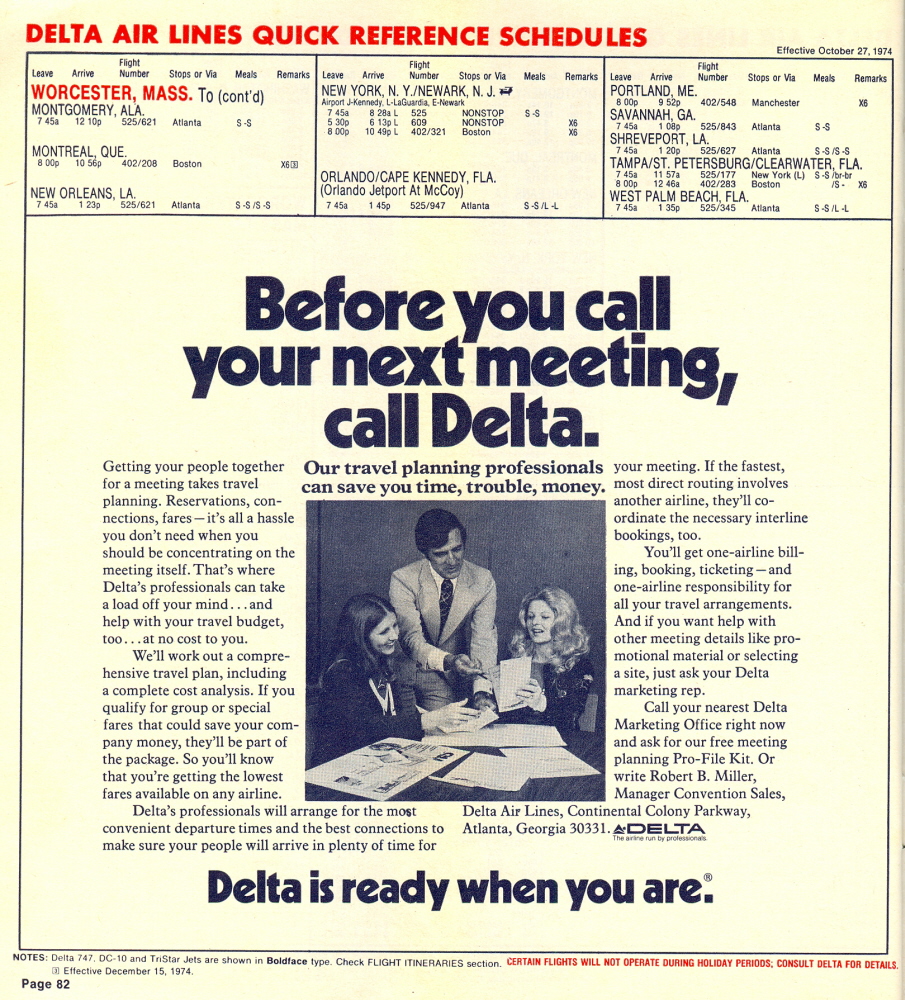 DELTA AIR LINES QUICK REFERENCE SCHEDULES
Effective October 27, 1974
Leave Arrive Flight Number Stops or Via Meals Remarks
WORCESTER, MASS. To (cont'd)
MONTGOMERY, ALA.
7 45a 12 10p 525/621 Atlanta S -S
MONTREAL, QUE.
8 00p 10 56p 402/208 Boston X6[3]
NEW ORLEANS, LA.
7 45a 1 23p 525/621 Atlanta S -S /S -S
Leave Arrive Flight Number Stops or Via Meals Remarks
NEW YORK, N. Y./NEWARK, N. J.
Airport J-Kennedy, L-LaGuardia, E-Newark
7 45a 8 28a L 525 NONSTOP S -S
5 30p 6 13p L 609 NONSTOP X6
8 00p 10 49p L 402/321 Boston X6
ORLANDO/CAPE KENNEDY, FLA.
(Orlando Jetport At McCoy)
7 45a 1 45p 525/947 Atlanta S -S /L -L
Leave Arrive Flight Number Stops or Via Meals Remarks
PORTLAND, ME.
8 00p 9 52p 402/548 Manchester X6
SAVANNAH, GA.
7 45a 1 08p 525/843 Atlanta S -S
SHREVEPORT, LA.
7 45a 1 20p 525/627 Atlanta S -S /S -S
TAMPA/ST. PETERSBURG/CLEARWATER, FLA.
7 45a 11 57a 525/177 New York (L) S -S /br-br
8 00p 12 46a 402/283 Boston /S - X6
WEST PALM BEACH, FLA.
7 45a 1 35p 525/345 Atlanta S -S /L -L
Before you call
your next meeting,
call Delta.
Our travel planning professionals
can save you time, trouble, money.
Getting your people together
for a meeting takes travel
planning. Reservations, con-
nections, fares—it's all a hassle
you don't need when you
should be concentrating on the
meeting itself. That's where
Delta's professionals can take
a load off your mind...and
help with your travel budget,
too...at no cost to you.
We'll work out a compre-
hensive travel plan, including
a complete cost analysis. If you
qualify for group or special
fares that could save your com-
pany money, they'll be part of
the package. So you'll know
that you're getting the lowest
fares available on any airline.
Delta's professionals will arrange for the most
convenient departure times and the best connections to
make sure your people will arrive in plenty of time for
your meeting. If the fastest,
most direct routing involves
another airline, they'll co-
ordinate the necessary interline
bookings, too.
You'll get one-airline bill-
ing, booking, ticketing—and
one-airline responsibility for
all your travel arrangements.
And if you want help with
other meeting details like pro-
motional material or selecting
a site, just ask your Delta
marketing rep.
Call your nearest Delta
Marketing Office right now
and ask for our free meeting
planning Pro-File Kit. Or
write Robert B. Miller,
Manager Convention Sales,
Delta Air Lines, Continental Colony Parkway,
Atlanta, Georgia 30331. DELTA
The airline run by professionals
Delta is ready when you are.®
NOTES: Delta 747, DC-10 and TriStar Jets are shown in Boldface type. Check FLIGHT ITINERARIES section. CERTAIN FLIGHTS WILL NOT OPERATE DURING HOLIDAY PERIODS; CONSULT DELTA FOR DETAILS.
[3] Effective December 15, 1974.
Page 82